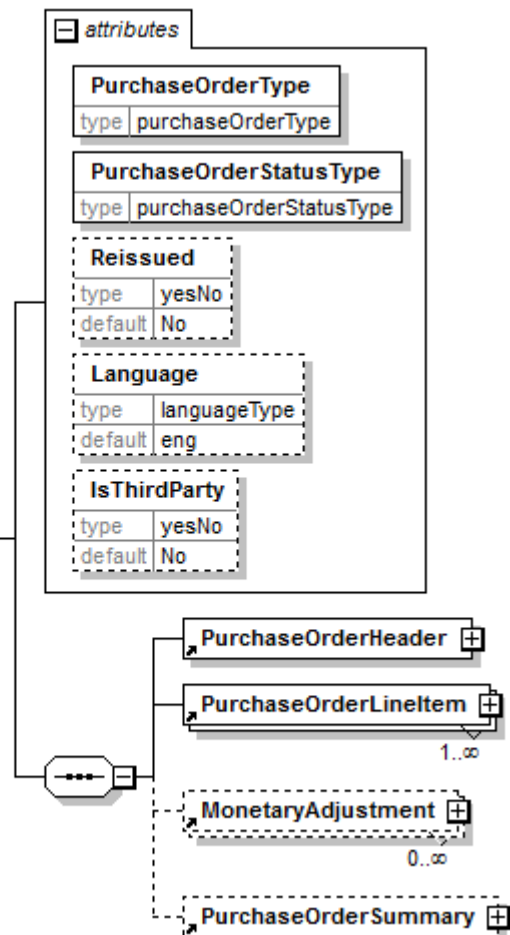 attributes
PurchaseOrderType
type purchaseOrderType
PurchaseOrderStatusType
type purchaseOrderStatusType
Reissued
type yesNo
default No
Language
type languageType
default eng
IsThirdParty
type yesNo
default No
PurchaseOrderHeader
PurchaseOrderLineItem
1..∞
MonetaryAdjustment
0..∞
PurchaseOrderSummary